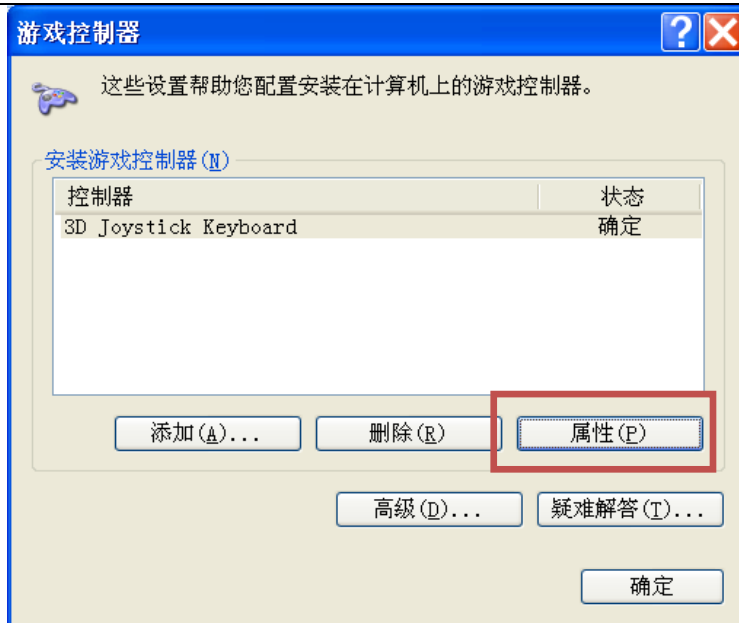 游戏控制器
这些设置帮助您配置安装在计算机上的游戏控制器。
安装游戏控制器(N)
控制器 状态
3D Joystick Keyboard 确定
添加(A)... 删除(R) 属性(P)
高级(D)... 疑难解答(T)...
确定